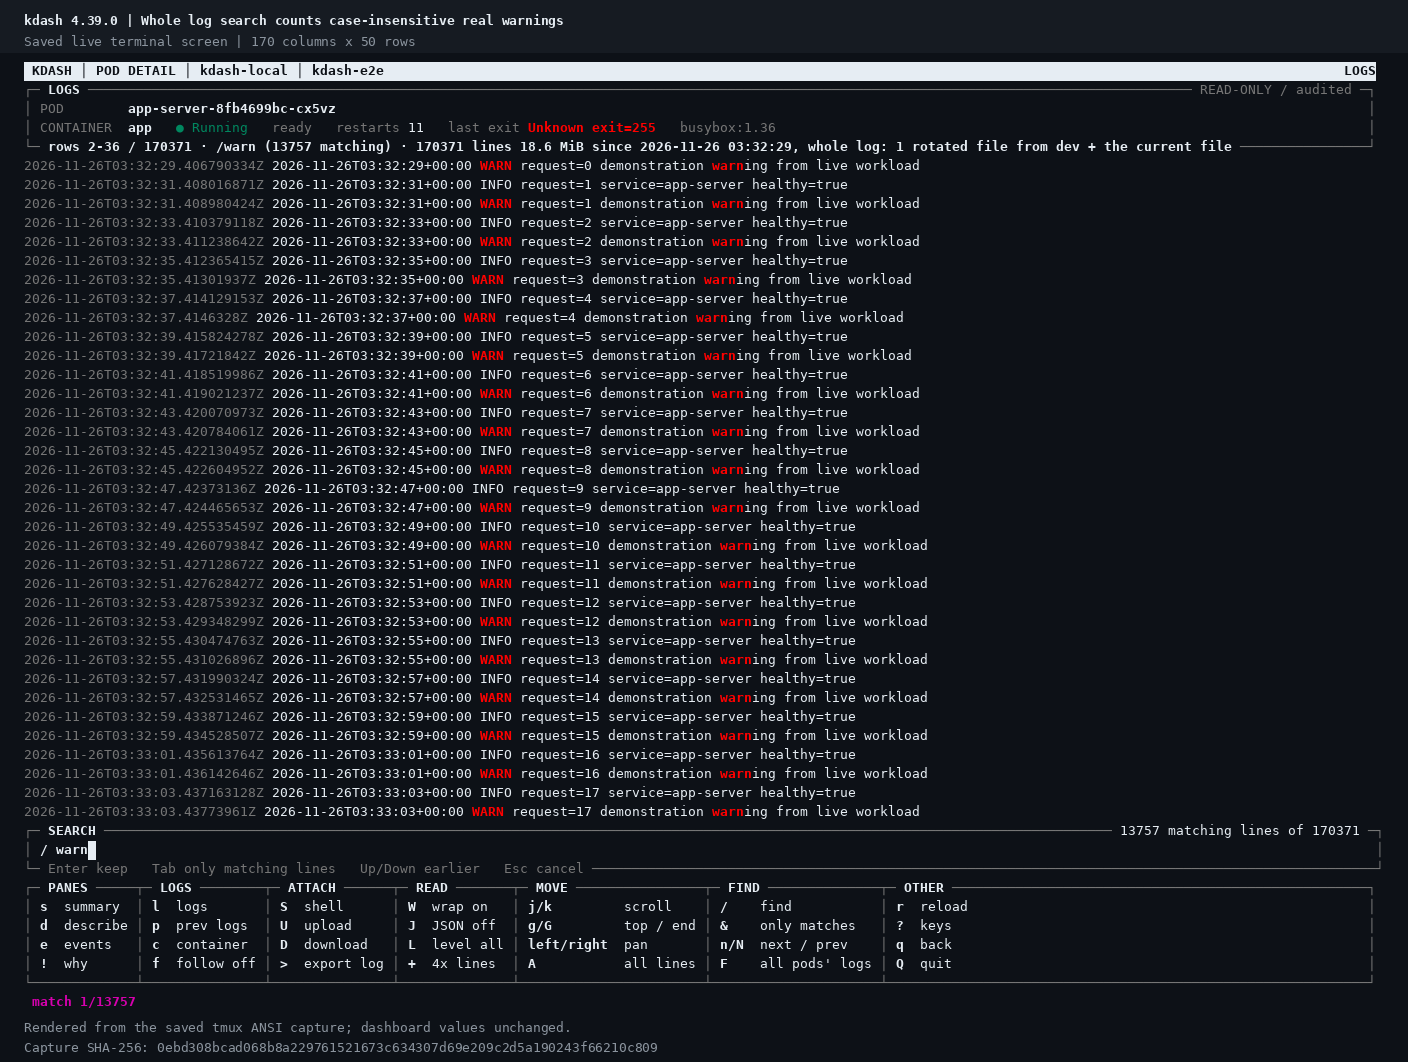 kdash 4.39.0 | Whole log search counts case-insensitive real warnings
Saved live terminal screen | 170 columns x 50 rows
KDASH │ POD DETAIL │ kdash-local │ kdash-e2e LOGS
LOGS READ-ONLY / audited
POD app-server-8fb4699bc-cx5vz
CONTAINER app ● Running ready restarts 11 last exit Unknown exit=255 busybox:1.36
rows 2-36 / 170371 · /warn (13757 matching) · 170371 lines 18.6 MiB since 2026-11-26 03:32:29, whole log: 1 rotated file from dev + the current file
2026-11-26T03:32:29.406790334Z 2026-11-26T03:32:29+00:00 WARN request=0 demonstration warning from live workload
2026-11-26T03:32:31.408016871Z 2026-11-26T03:32:31+00:00 INFO request=1 service=app-server healthy=true
2026-11-26T03:32:31.408980424Z 2026-11-26T03:32:31+00:00 WARN request=1 demonstration warning from live workload
2026-11-26T03:32:33.410379118Z 2026-11-26T03:32:33+00:00 INFO request=2 service=app-server healthy=true
2026-11-26T03:32:33.411238642Z 2026-11-26T03:32:33+00:00 WARN request=2 demonstration warning from live workload
2026-11-26T03:32:35.412365415Z 2026-11-26T03:32:35+00:00 INFO request=3 service=app-server healthy=true
2026-11-26T03:32:35.41301937Z 2026-11-26T03:32:35+00:00 WARN request=3 demonstration warning from live workload
2026-11-26T03:32:37.414129153Z 2026-11-26T03:32:37+00:00 INFO request=4 service=app-server healthy=true
2026-11-26T03:32:37.4146328Z 2026-11-26T03:32:37+00:00 WARN request=4 demonstration warning from live workload
2026-11-26T03:32:39.415824278Z 2026-11-26T03:32:39+00:00 INFO request=5 service=app-server healthy=true
2026-11-26T03:32:39.41721842Z 2026-11-26T03:32:39+00:00 WARN request=5 demonstration warning from live workload
2026-11-26T03:32:41.418519986Z 2026-11-26T03:32:41+00:00 INFO request=6 service=app-server healthy=true
2026-11-26T03:32:41.419021237Z 2026-11-26T03:32:41+00:00 WARN request=6 demonstration warning from live workload
2026-11-26T03:32:43.420070973Z 2026-11-26T03:32:43+00:00 INFO request=7 service=app-server healthy=true
2026-11-26T03:32:43.420784061Z 2026-11-26T03:32:43+00:00 WARN request=7 demonstration warning from live workload
2026-11-26T03:32:45.422130495Z 2026-11-26T03:32:45+00:00 INFO request=8 service=app-server healthy=true
2026-11-26T03:32:45.422604952Z 2026-11-26T03:32:45+00:00 WARN request=8 demonstration warning from live workload
2026-11-26T03:32:47.42373136Z 2026-11-26T03:32:47+00:00 INFO request=9 service=app-server healthy=true
2026-11-26T03:32:47.424465653Z 2026-11-26T03:32:47+00:00 WARN request=9 demonstration warning from live workload
2026-11-26T03:32:49.425535459Z 2026-11-26T03:32:49+00:00 INFO request=10 service=app-server healthy=true
2026-11-26T03:32:49.426079384Z 2026-11-26T03:32:49+00:00 WARN request=10 demonstration warning from live workload
2026-11-26T03:32:51.427128672Z 2026-11-26T03:32:51+00:00 INFO request=11 service=app-server healthy=true
2026-11-26T03:32:51.427628427Z 2026-11-26T03:32:51+00:00 WARN request=11 demonstration warning from live workload
2026-11-26T03:32:53.428753923Z 2026-11-26T03:32:53+00:00 INFO request=12 service=app-server healthy=true
2026-11-26T03:32:53.429348299Z 2026-11-26T03:32:53+00:00 WARN request=12 demonstration warning from live workload
2026-11-26T03:32:55.430474763Z 2026-11-26T03:32:55+00:00 INFO request=13 service=app-server healthy=true
2026-11-26T03:32:55.431026896Z 2026-11-26T03:32:55+00:00 WARN request=13 demonstration warning from live workload
2026-11-26T03:32:57.431990324Z 2026-11-26T03:32:57+00:00 INFO request=14 service=app-server healthy=true
2026-11-26T03:32:57.432531465Z 2026-11-26T03:32:57+00:00 WARN request=14 demonstration warning from live workload
2026-11-26T03:32:59.433871246Z 2026-11-26T03:32:59+00:00 INFO request=15 service=app-server healthy=true
2026-11-26T03:32:59.434528507Z 2026-11-26T03:32:59+00:00 WARN request=15 demonstration warning from live workload
2026-11-26T03:33:01.435613764Z 2026-11-26T03:33:01+00:00 INFO request=16 service=app-server healthy=true
2026-11-26T03:33:01.436142646Z 2026-11-26T03:33:01+00:00 WARN request=16 demonstration warning from live workload
2026-11-26T03:33:03.437163128Z 2026-11-26T03:33:03+00:00 INFO request=17 service=app-server healthy=true
2026-11-26T03:33:03.43773961Z 2026-11-26T03:33:03+00:00 WARN request=17 demonstration warning from live workload
SEARCH 13757 matching lines of 170371
/ warn
Enter keep Tab only matching lines Up/Down earlier Esc cancel
PANES LOGS ATTACH READ MOVE FIND OTHER
s summary │ l logs │ S shell │ W wrap on │ j/k scroll │ / find │ r reload
d describe │ p prev logs │ U upload │ J JSON off │ g/G top / end │ & only matches │ ? keys
e events │ c container │ D download │ L level all │ left/right pan │ n/N next / prev │ q back
! why │ f follow off │ > export log │ + 4x lines │ A all lines │ F all pods' logs │ Q quit
match 1/13757
Rendered from the saved tmux ANSI capture; dashboard values unchanged.
Capture SHA-256: 0ebd308bcad068b8a229761521673c634307d69e209c2d5a190243f66210c809